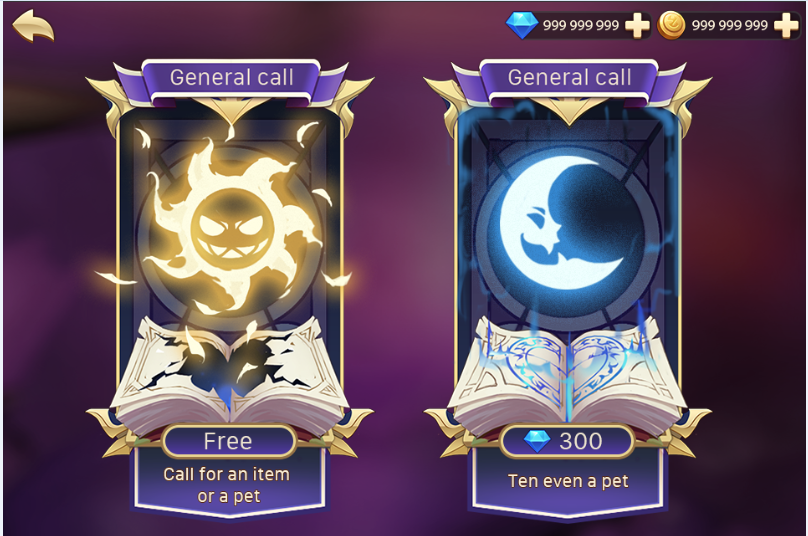 999 999 999
999 999 999
General call
General call
Free
300
Call for an item
or a pet
Ten even a pet